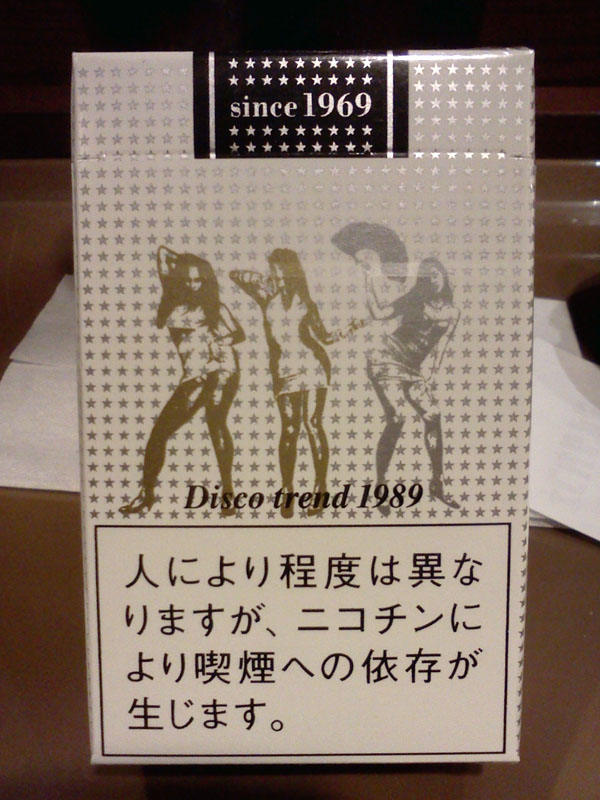 since 1969
Disco trend 1989
人により程度は異な
りますが、ニコチンに
より喫煙への依存が
生じます。